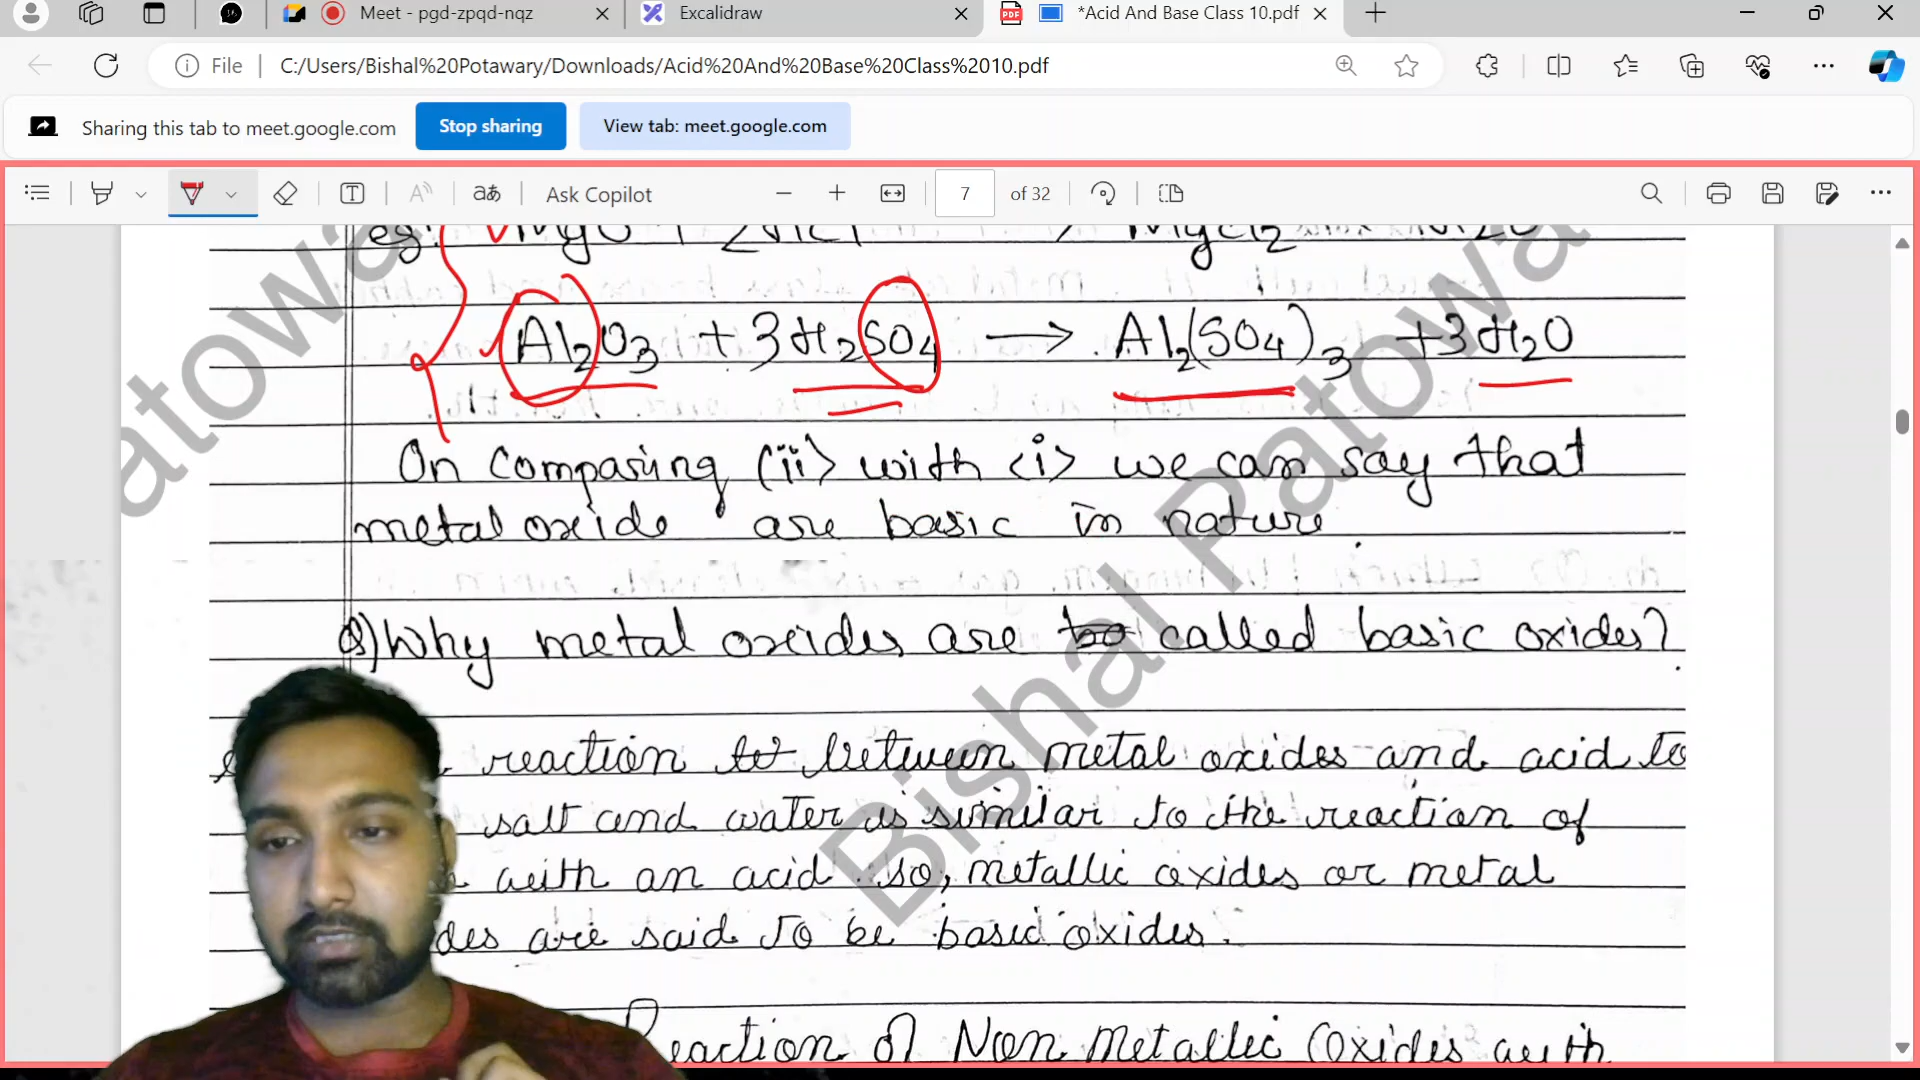 Meet - pgd-zpqd-nqz
Excalidraw
*Acid And Base Class 10.pdf
File
C:/Users/Bishal%20Potawary/Downloads/Acid%20And%20Base%20Class%2010.pdf
Sharing this tab to meet.google.com
Stop sharing
View tab: meet.google.com
Ask Copilot
7
of 32
eg: MgO + 2HCl → MgCl2 + H2O
Al2O3 + 3H2SO4 → Al2(SO4)3 + 3H2O
On comparing (ii) with (i) we can say that
metal oxide are basic in nature.
Q) Why metal oxides are called basic oxides?
reaction between metal oxides and acid to
salt and water is similar to the reaction of
with an acid. So, metallic oxides or metal
des are said to be basic oxides.
Reaction of Non Metallic Oxides with
Bishal Patowa